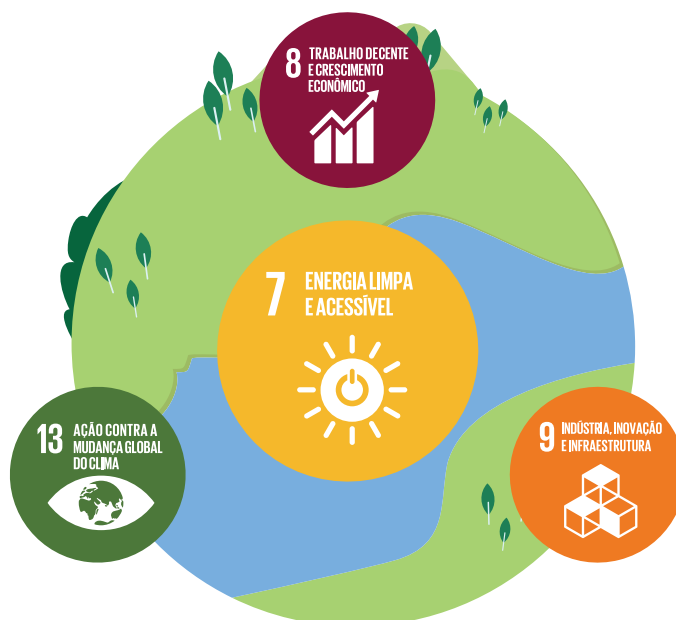 8 TRABALHO DECENTE
E CRESCIMENTO
ECONÔMICO
7 ENERGIA LIMPA
E ACESSÍVEL
13 AÇÃO CONTRA A
MUDANÇA GLOBAL
DO CLIMA
9 INDÚSTRIA, INOVAÇÃO
E INFRAESTRUTURA